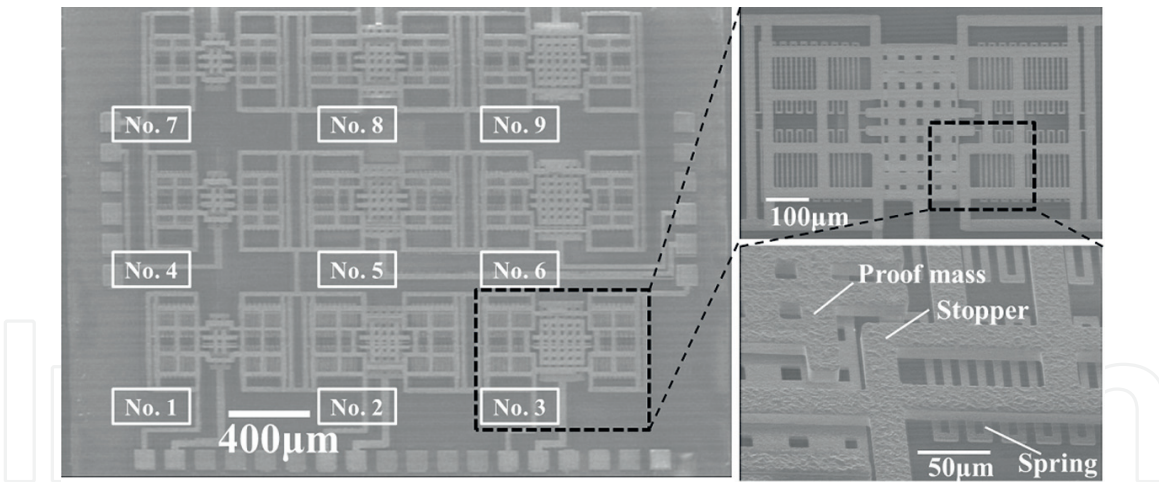 No. 7
No. 8
No. 9
No. 4
No. 5
No. 6
No. 1
No. 2
No. 3
400μm
100μm
Proof mass
Stopper
50μm
Spring